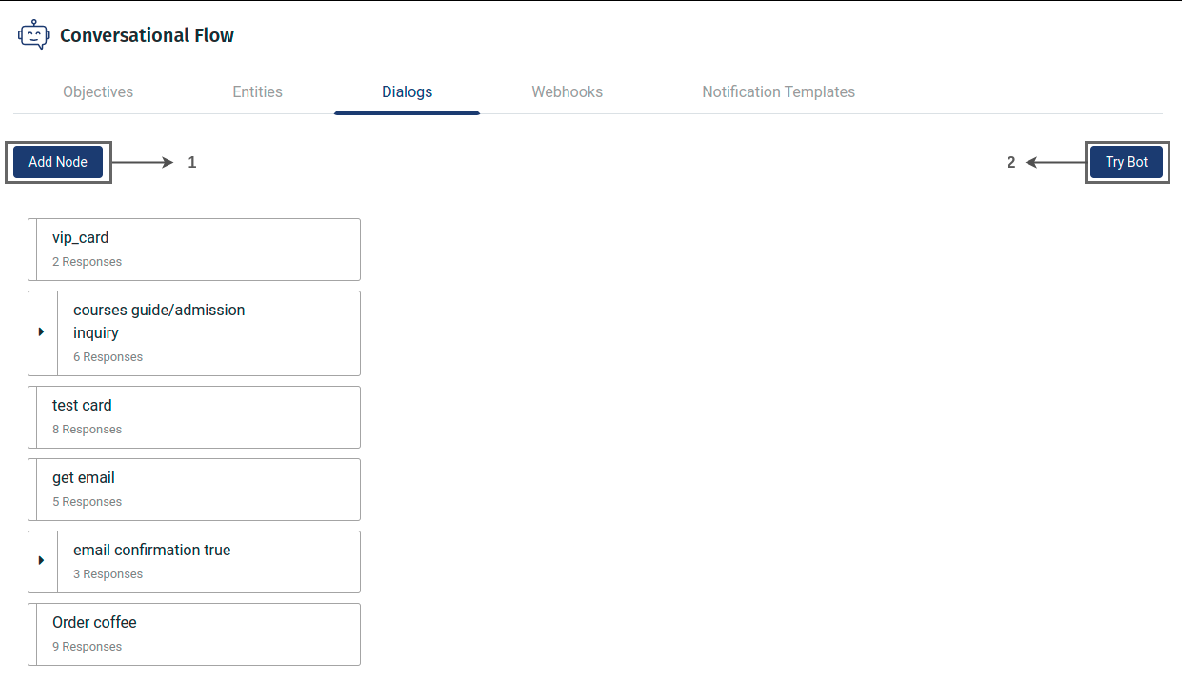 Conversational Flow
Objectives
Entities
Dialogs
Webhooks
Notification Templates
Add Node
1
2
Try Bot
vip_card
2 Responses
courses guide/admission
inquiry
6 Responses
test card
8 Responses
get email
5 Responses
email confirmation true
3 Responses
Order coffee
9 Responses